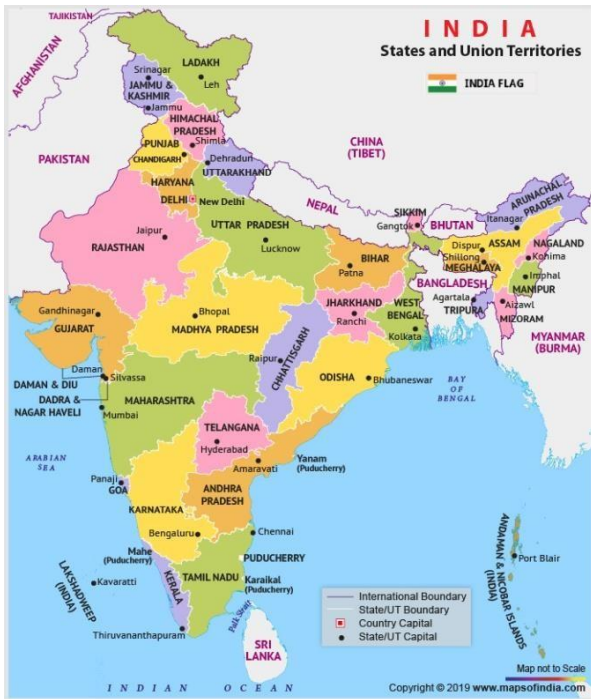 INDIA
States and Union Territories
INDIA FLAG
TAJIKISTAN
AFGHANISTAN
PAKISTAN
CHINA
(TIBET)
NEPAL
BHUTAN
BANGLADESH
MYANMAR
(BURMA)
SRI
LANKA
LADAKH
Leh
Srinagar
JAMMU &
KASHMIR
Jammu
HIMACHAL
PRADESH
Shimla
PUNJAB
CHANDIGARH
Dehradun
UTTARAKHAND
HARYANA
DELHI
New Delhi
RAJASTHAN
Jaipur
UTTAR PRADESH
Lucknow
BIHAR
Patna
SIKKIM
Gangtok
ARUNACHAL
PRADESH
Itanagar
ASSAM
Dispur
NAGALAND
Kohima
Shillong
MEGHALAYA
Imphal
MANIPUR
Agartala
TRIPURA
Aizawl
MIZORAM
Gandhinagar
GUJARAT
Bhopal
MADHYA PRADESH
JHARKHAND
Ranchi
WEST
BENGAL
Kolkata
Raipur
CHHATTISGARH
ODISHA
Bhubaneswar
Daman
DAMAN & DIU
Silvassa
DADRA &
NAGAR HAVELI
Mumbai
MAHARASHTRA
TELANGANA
Hyderabad
Amaravati
Yanam
(Puducherry)
ANDHRA
PRADESH
Panaji
GOA
KARNATAKA
Bengaluru
Chennai
Mahe
(Puducherry)
PUDUCHERRY
TAMIL NADU
Karaikal
(Puducherry)
KERALA
Thiruvananthapuram
LAKSHADWEEP
(INDIA)
Kavaratti
ANDAMAN & NICOBAR ISLANDS
(INDIA)
Port Blair
ARABIAN
SEA
BAY
OF
BENGAL
Palk Strait
INDIAN OCEAN
International Boundary
State/UT Boundary
Country Capital
State/UT Capital
Map not to Scale
Copyright © 2019 www.mapsofindia.com